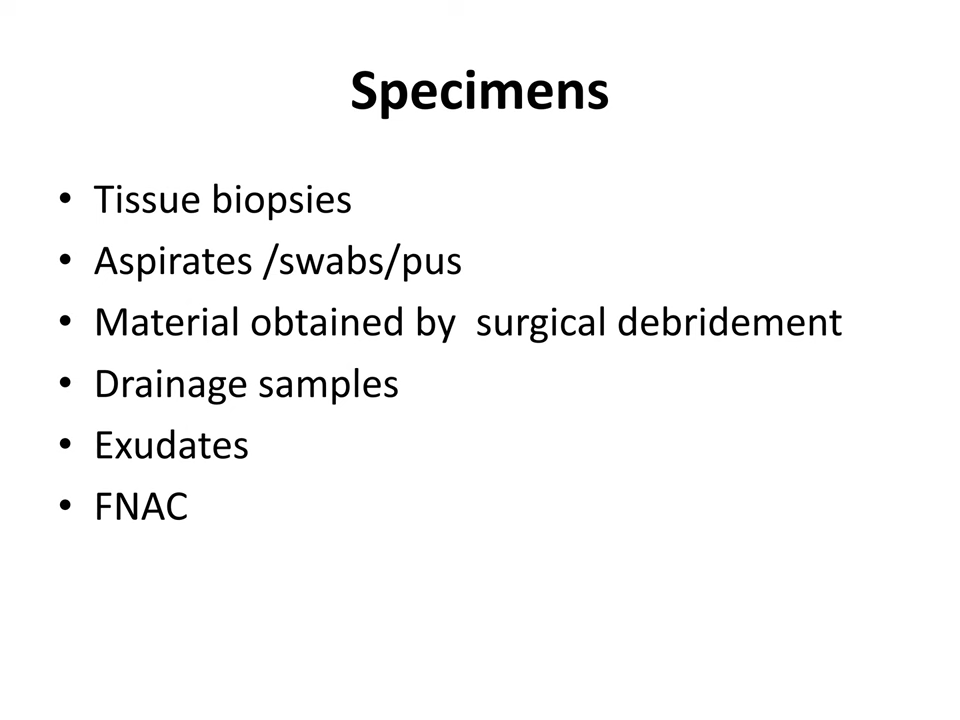 Specimens
• Tissue biopsies
• Aspirates /swabs/pus
• Material obtained by  surgical debridement
• Drainage samples
• Exudates
• FNAC